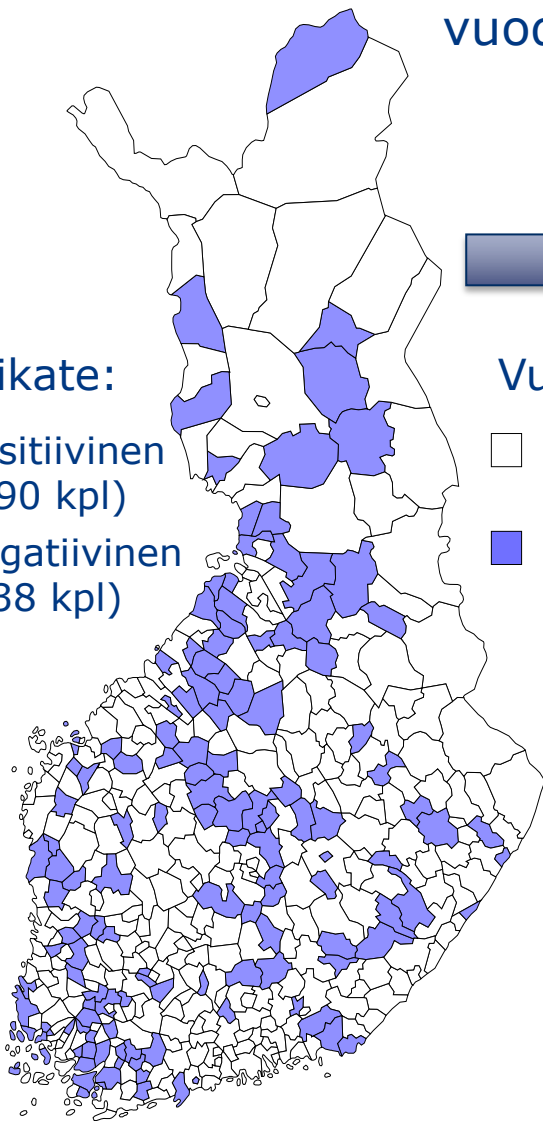 vuod
ikate:
Vu
sitiivinen
90 kpl)
gatiivinen
38 kpl)